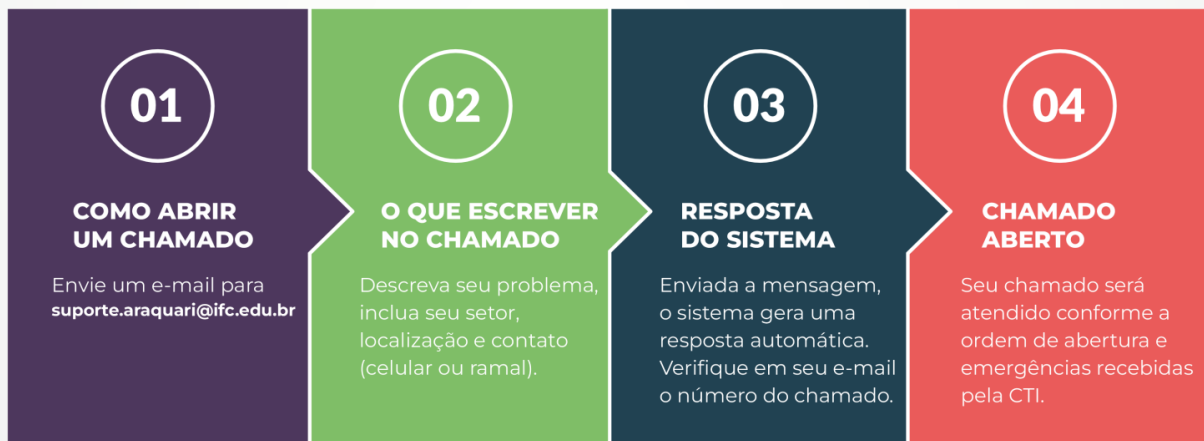 01
COMO ABRIR
UM CHAMADO
Envie um e-mail para
suporte.araquari@ifc.edu.br
02
O QUE ESCREVER
NO CHAMADO
Descreva seu problema,
inclua seu setor,
localização e contato
(celular ou ramal).
03
RESPOSTA
DO SISTEMA
Enviada a mensagem,
o sistema gera uma
resposta automática.
Verifique em seu e-mail
o número do chamado.
04
CHAMADO
ABERTO
Seu chamado será
atendido conforme a
ordem de abertura e
emergências recebidas
pela CTI.